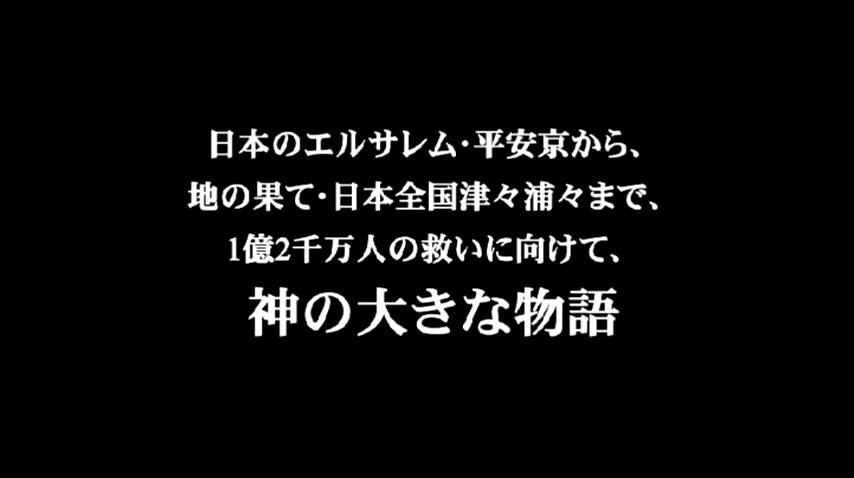 日本のエルサレム・平安京から、
地の果て・日本全国津々浦々まで、
1億2千万人の救いに向けて、
神の大きな物語